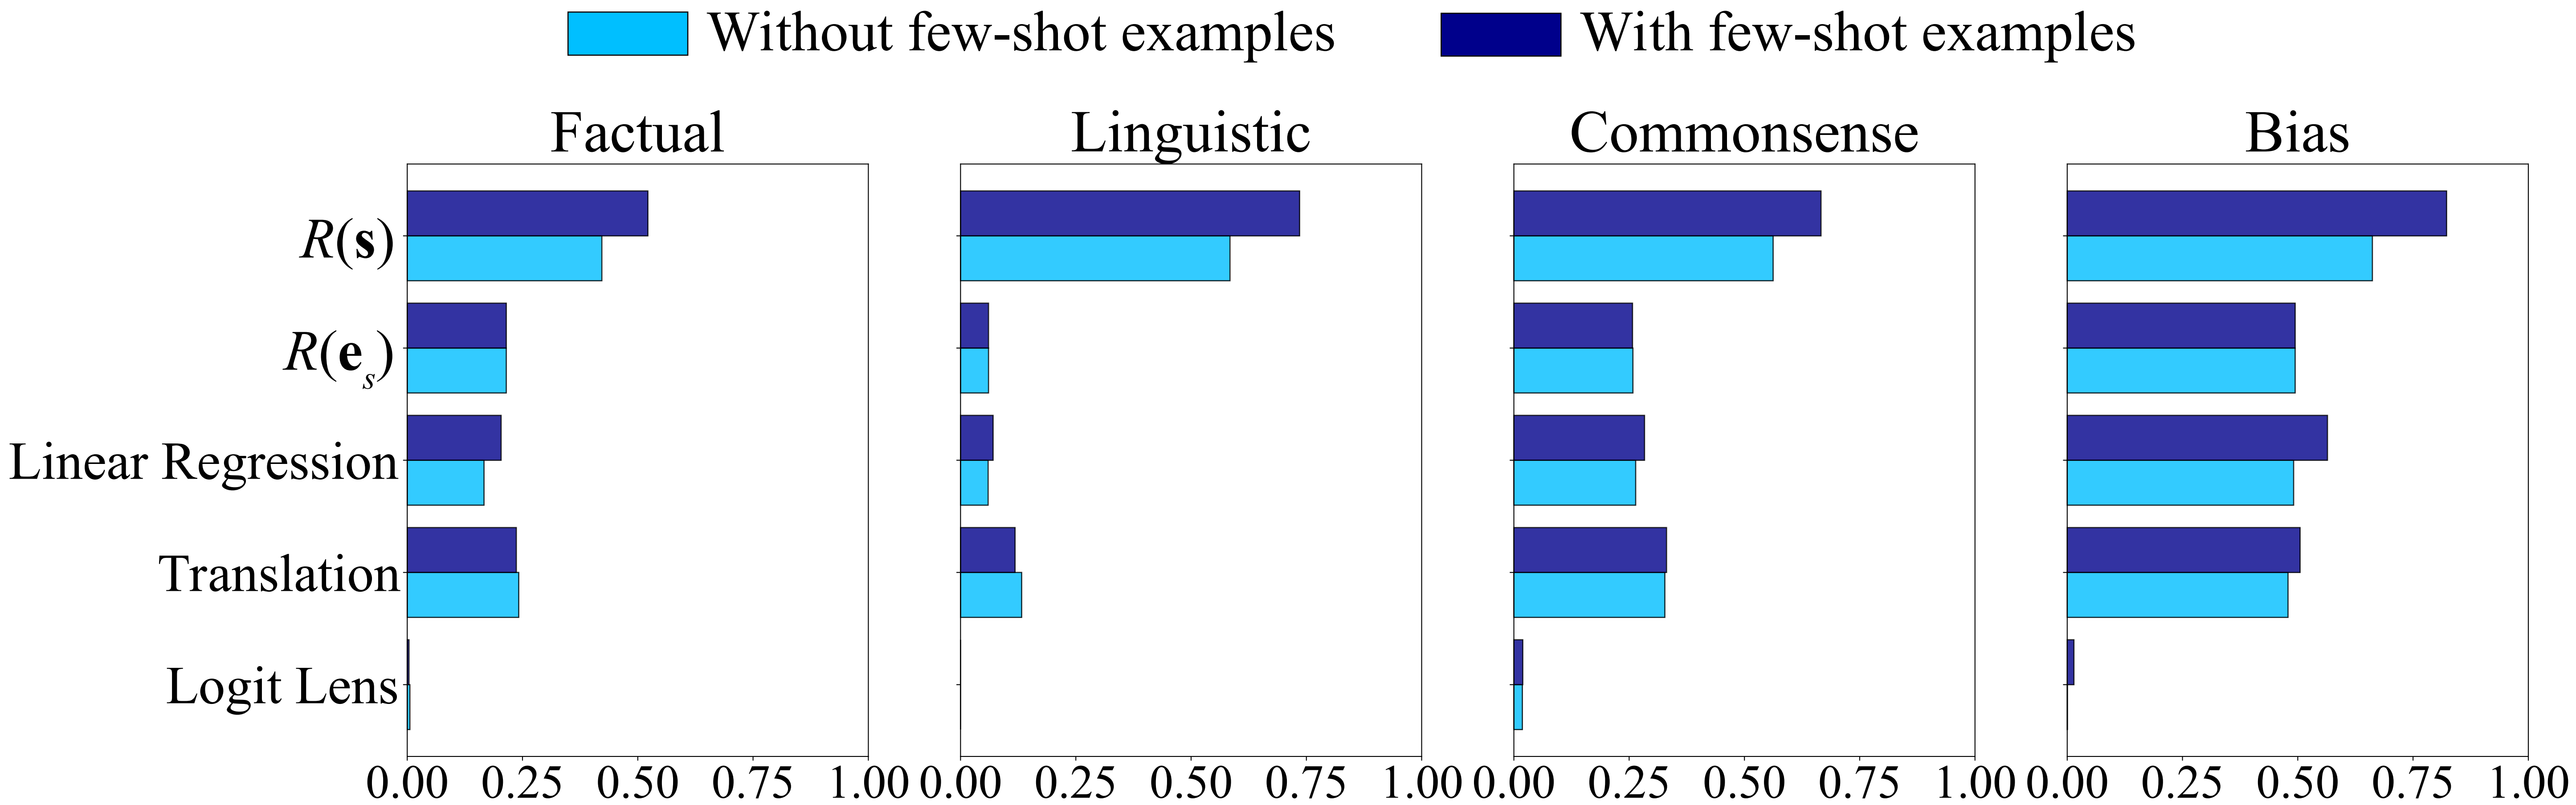 Without few-shot examples With few-shot examples
Factual Linguistic Commonsense Bias
R(s)
R(e_s)
Linear Regression
Translation
Logit Lens
0.00 0.25 0.50 0.75 1.00 0.00 0.25 0.50 0.75 1.00 0.00 0.25 0.50 0.75 1.00 0.00 0.25 0.50 0.75 1.00